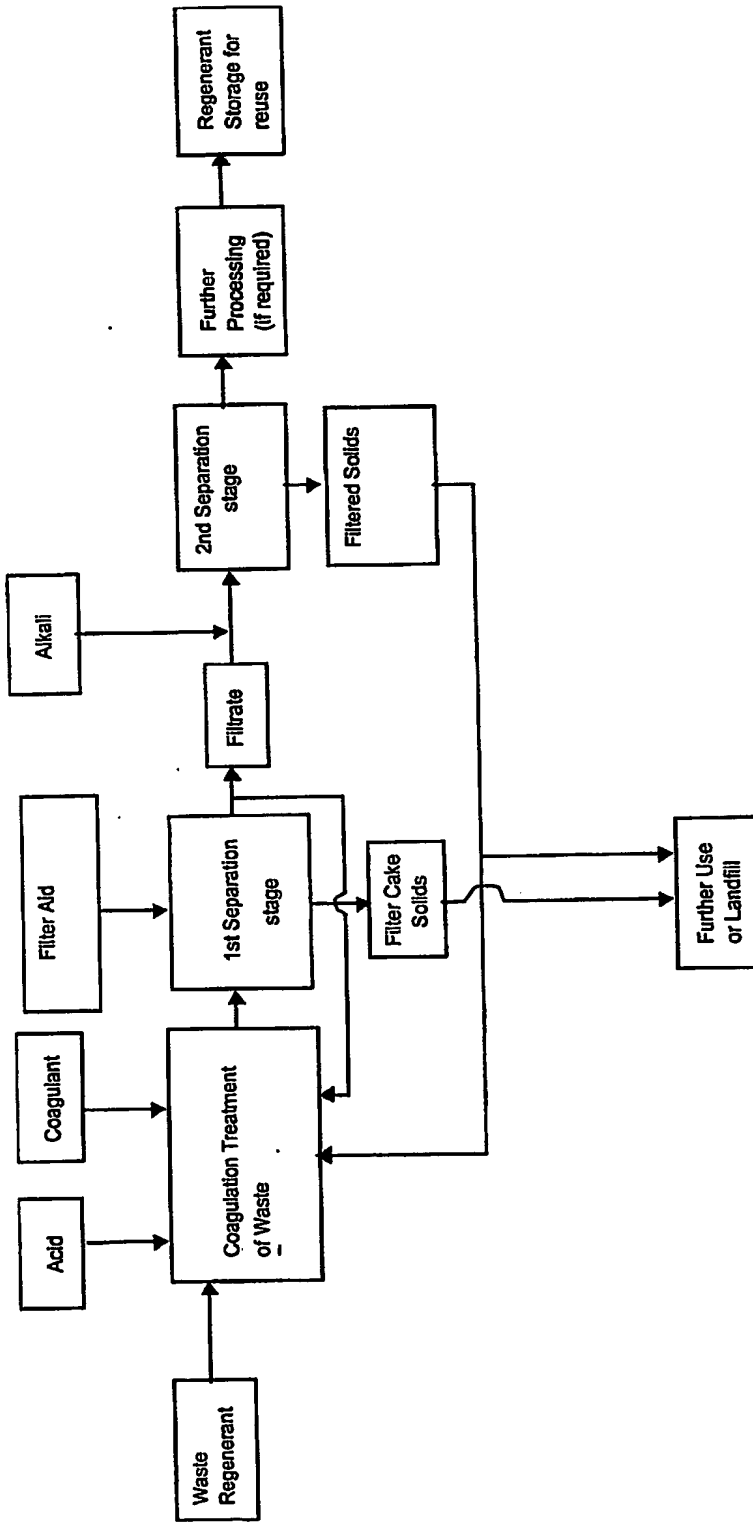 Waste
Regenerant
Acid
Coagulant
Coagulation Treatment
of Waste
Filter Aid
1st Separation
stage
Filter Cake
Solids
Filtrate
Alkali
2nd Separation
stage
Filtered Solids
Further
Processing
(if required)
Regenerant
Storage for
reuse
Further Use
or Landfill